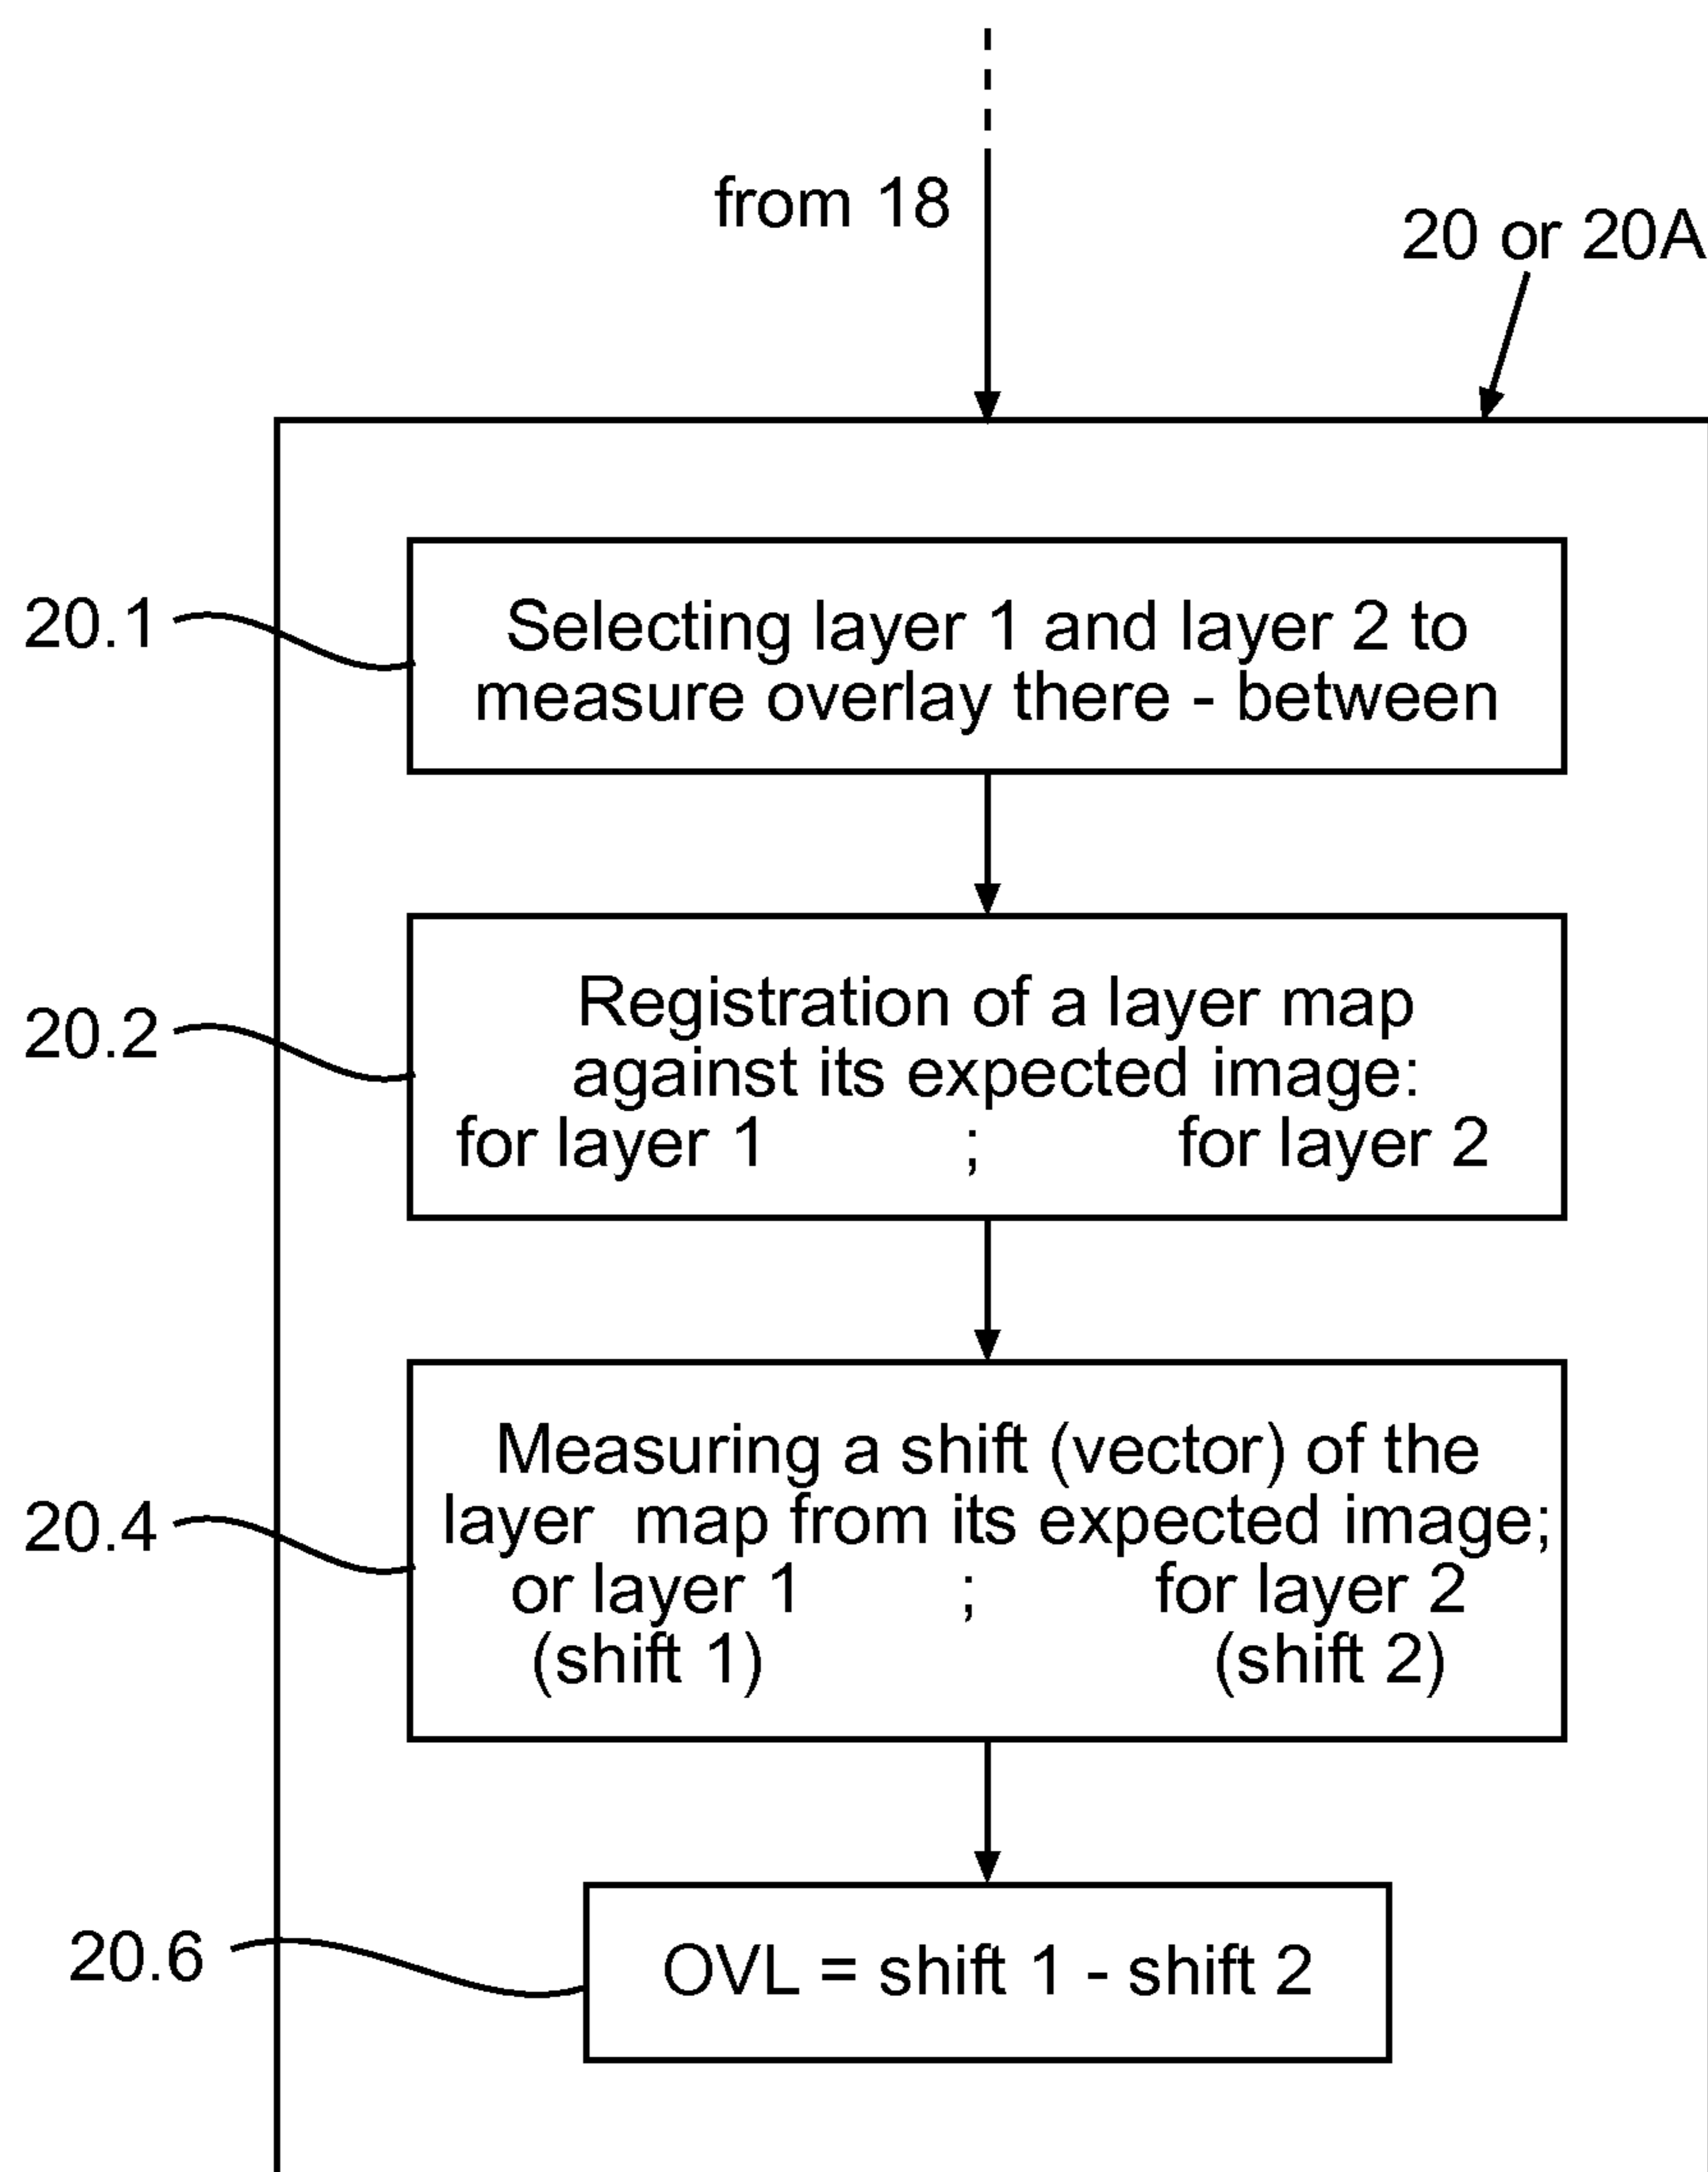 from 18
20 or 20A
20.1
Selecting layer 1 and layer 2 to
measure overlay there - between
20.2
Registration of a layer map
against its expected image:
for layer 1 ; for layer 2
20.4
Measuring a shift (vector) of the
layer map from its expected image;
or layer 1 ; for layer 2
(shift 1) (shift 2)
20.6
OVL = shift 1 - shift 2